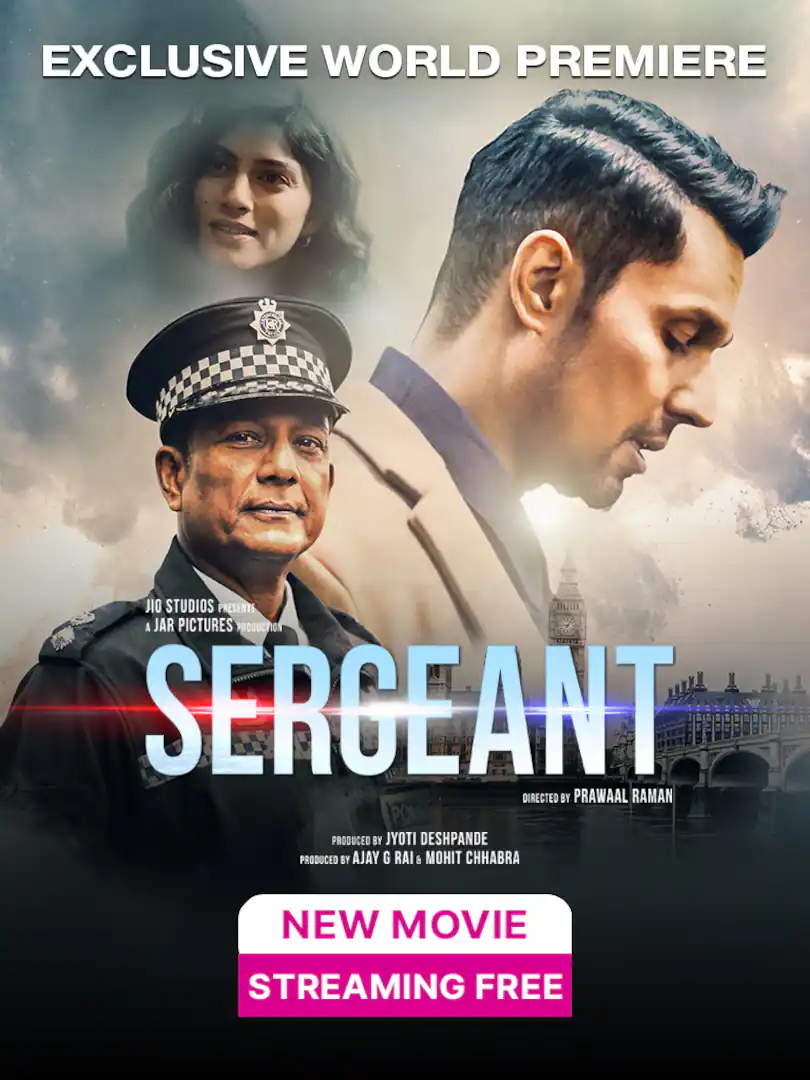 EXCLUSIVE WORLD PREMIERE
JIO STUDIOS PRESENTS
A JAR PICTURES PRODUCTION
SERGEANT
DIRECTED BY PRAWAAL RAMAN
PRODUCED BY JYOTI DESHPANDE
PRODUCED BY AJAY G RAI & MOHIT CHHABRA
NEW MOVIE
STREAMING FREE